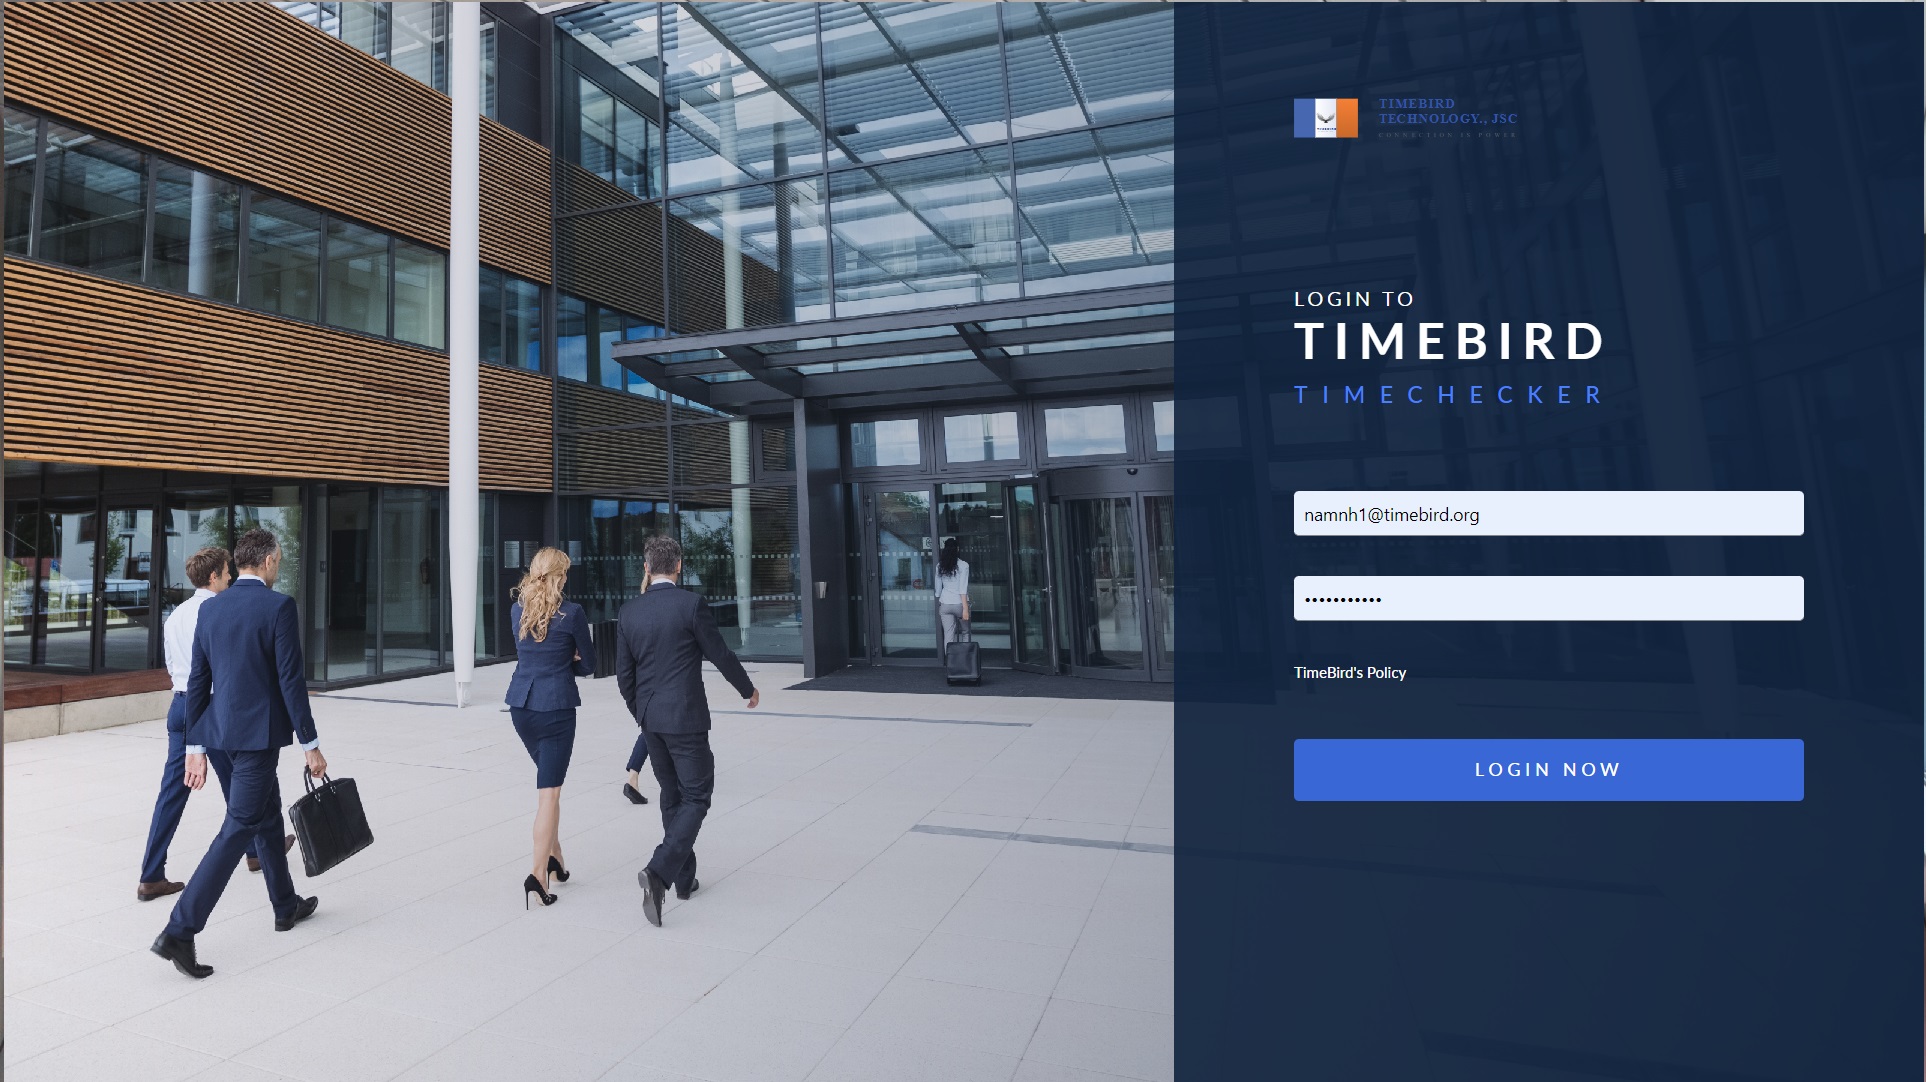 TIMEBIRD
TECHNOLOGY., JSC
CONNECTION IS POWER
LOGIN TO
TIMEBIRD
TIMECHECKER
namnh1@timebird.org
•••••••••••
TimeBird's Policy
LOGIN NOW